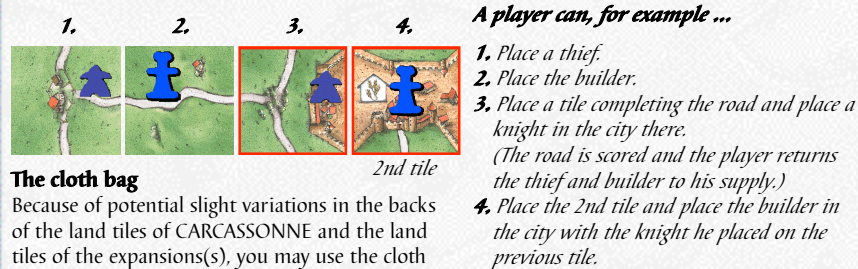 1. 2. 3. 4.
2nd tile
The cloth bag
Because of potential slight variations in the backs
of the land tiles of CARCASSONNE and the land
tiles of the expansions(s), you may use the cloth
A player can, for example ...
1. Place a thief.
2. Place the builder.
3. Place a tile completing the road and place a
knight in the city there.
(The road is scored and the player returns
the thief and builder to his supply.)
4. Place the 2nd tile and place the builder in
the city with the knight he placed on the
previous tile.